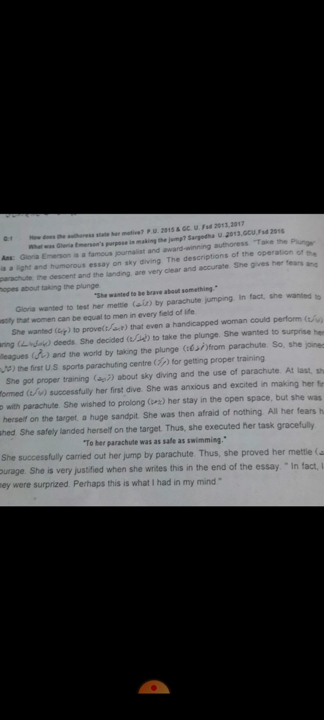 Q:1 How does the authoress state her motive? P.U. 2015 & GC. U. Fsd 2013, 2017
What was Gloria Emerson's purpose in making the jump? Sargodha U. 2013, GCU, Fsd 2016
Ans: Gloria Emerson is a famous journalist and award-winning authoress. "Take the Plunge
is a light and humorous essay on sky diving. The descriptions of the operation of the
parachute, the descent and the landing, are very clear and accurate. She gives her fears and
hopes about taking the plunge.
"She wanted to be brave about something."
Gloria wanted to test her mettle by parachute jumping. In fact, she wanted to
that women can be equal to men in every field of life.
She wanted to prove that even a handicapped woman could perform
aring deeds. She decided to take the plunge. She wanted to surprise her
lleagues and the world by taking the plunge from parachute. So, she joined
the first U.S. sports parachuting centre for getting proper training.
She got proper training about sky diving and the use of parachute. At last, she
formed successfully her first dive. She was anxious and excited in making her fir
p with parachute. She wished to prolong her stay in the open space, but she was
herself on the target, a huge sandpit. She was then afraid of nothing. All her fears h
shed. She safely landed herself on the target. Thus, she executed her task gracefully
"To her parachute was as safe as swimming."
She successfully carried out her jump by parachute. Thus, she proved her mettle
ourage. She is very justified when she writes this in the end of the essay. " In fact, I
ey were surprized. Perhaps this is what I had in my mind."